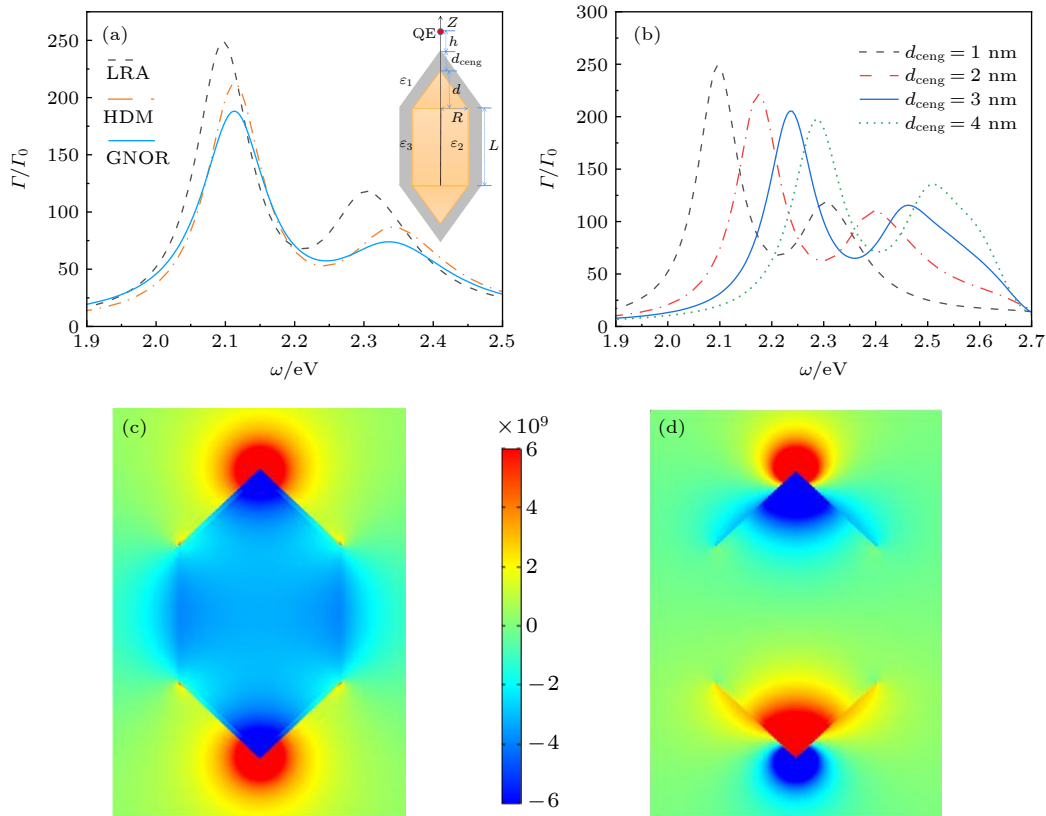 (a)
LRA
HDM
GNOR
Z
QE
h
d_ceng
ε₁
d
R
ε₃
ε₂
L
250
200
150
100
50
0
Γ/Γ₀
1.9 2.0 2.1 2.2 2.3 2.4 2.5
ω/eV
(b)
d_ceng = 1 nm
d_ceng = 2 nm
d_ceng = 3 nm
d_ceng = 4 nm
300
250
200
150
100
50
0
Γ/Γ₀
1.9 2.0 2.1 2.2 2.3 2.4 2.5 2.6 2.7
ω/eV
(c)
×10⁹
6
4
2
0
−2
−4
−6
(d)